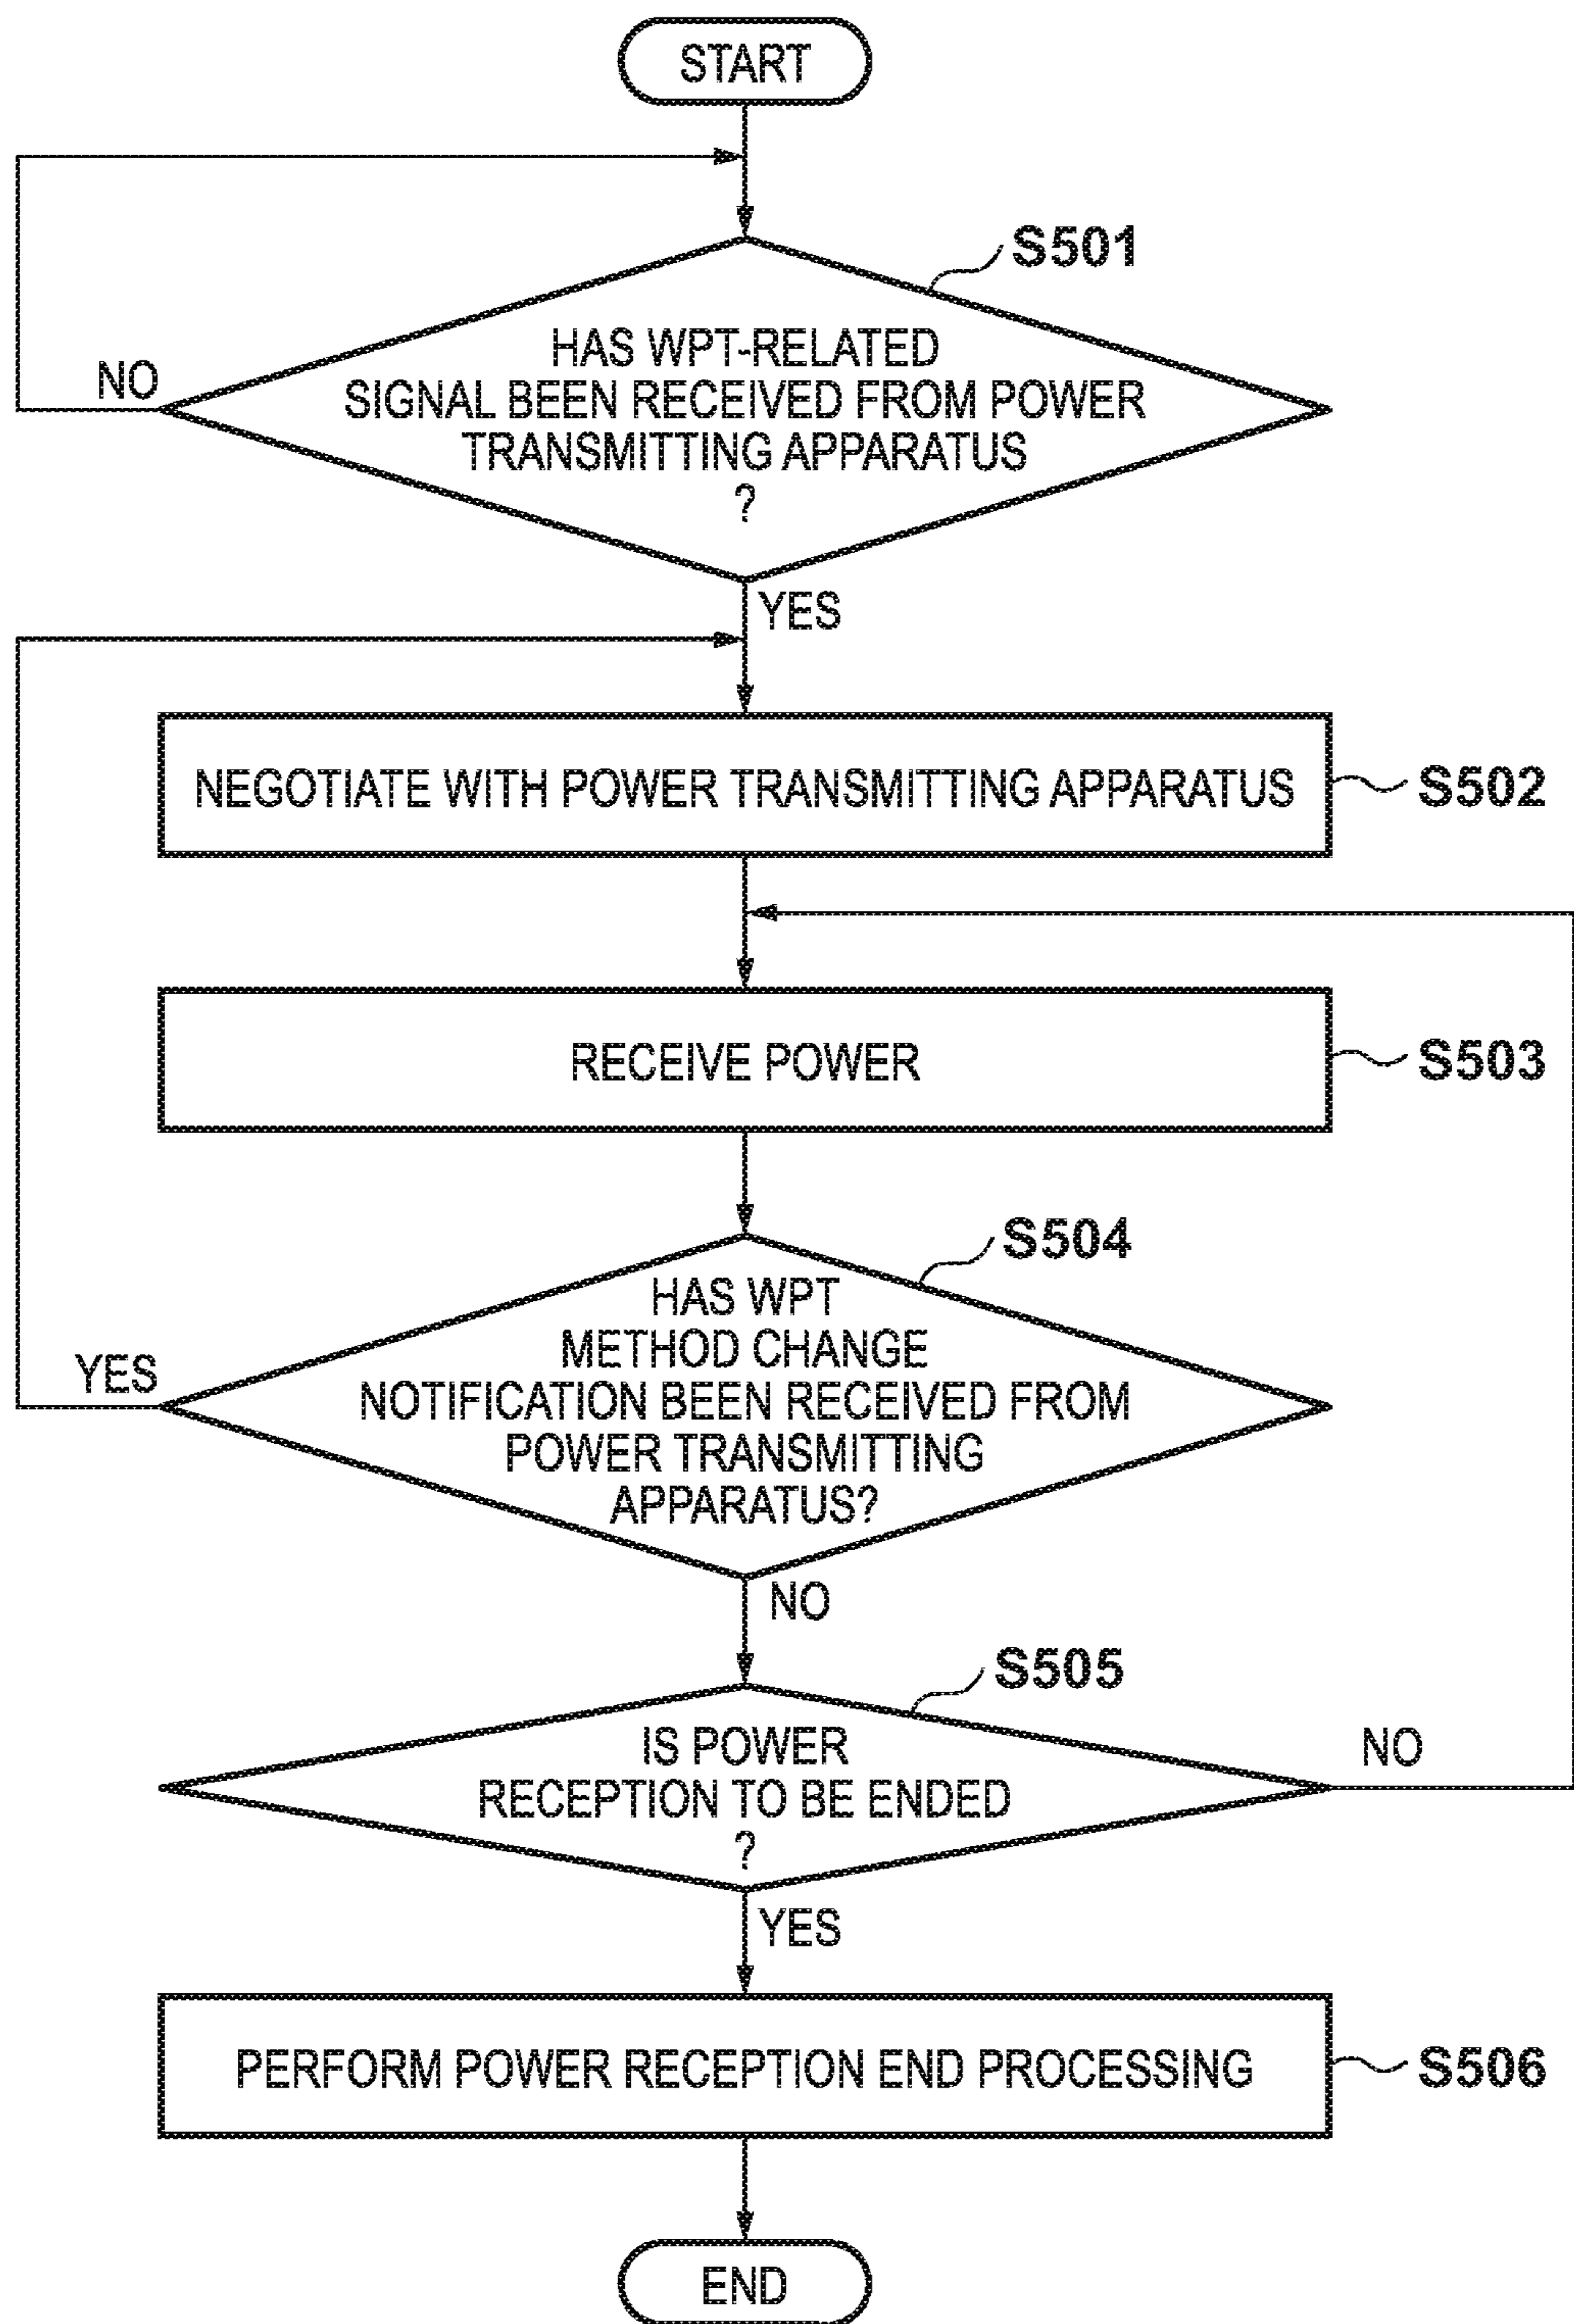 START
S501
HAS WPT-RELATED
SIGNAL BEEN RECEIVED FROM POWER
TRANSMITTING APPARATUS
?
NO
YES
NEGOTIATE WITH POWER TRANSMITTING APPARATUS
S502
RECEIVE POWER
S503
S504
HAS WPT
METHOD CHANGE
NOTIFICATION BEEN RECEIVED FROM
POWER TRANSMITTING
APPARATUS?
YES
NO
S505
IS POWER
RECEPTION TO BE ENDED
?
NO
YES
PERFORM POWER RECEPTION END PROCESSING
S506
END